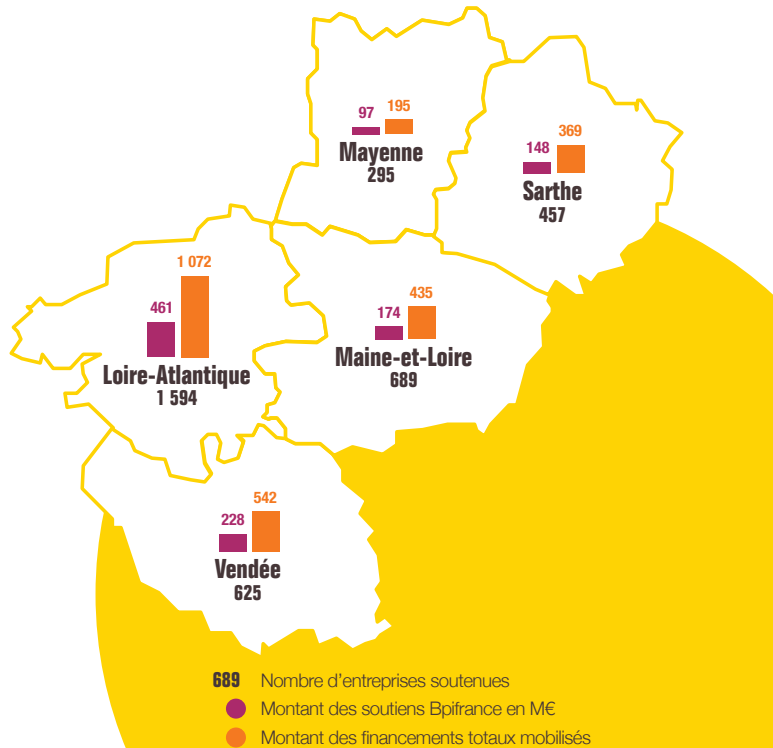 97 195
Mayenne
295
148 369
Sarthe
457
461 1 072
Loire-Atlantique
1 594
174 435
Maine-et-Loire
689
228 542
Vendée
625
689 Nombre d'entreprises soutenues
Montant des soutiens Bpifrance en M€
Montant des financements totaux mobilisés